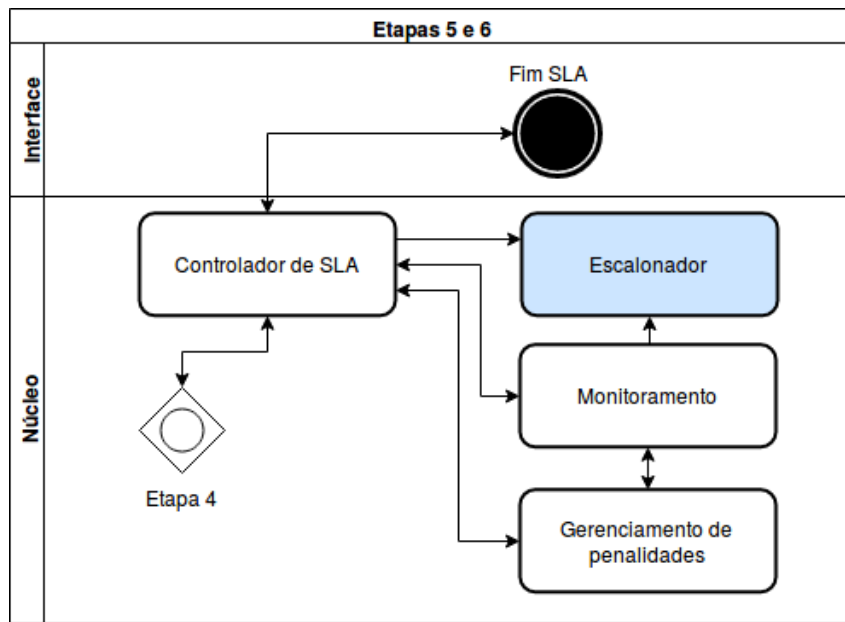 Etapas 5 e 6
Interface
Fim SLA
Núcleo
Controlador de SLA
Escalonador
Monitoramento
Etapa 4
Gerenciamento de
penalidades